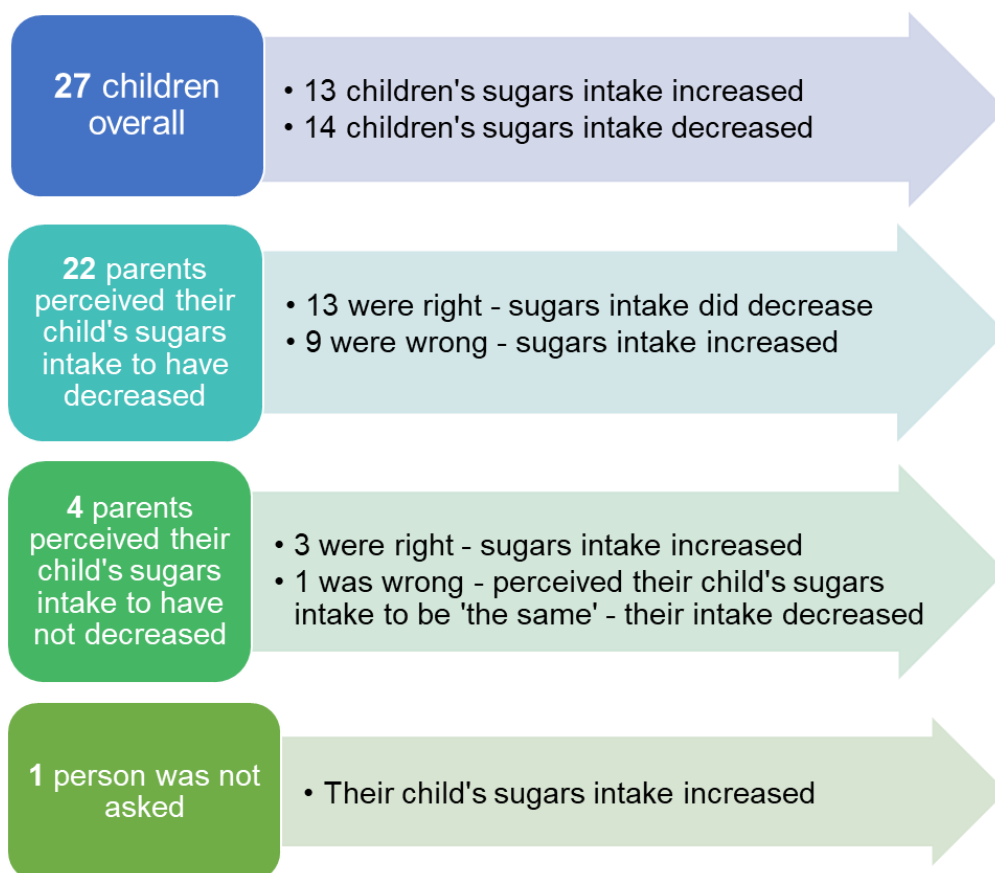 27 children
overall
• 13 children's sugars intake increased
• 14 children's sugars intake decreased
22 parents
perceived their
child's sugars
intake to have
decreased
• 13 were right - sugars intake did decrease
• 9 were wrong - sugars intake increased
4 parents
perceived their
child's sugars
intake to have
not decreased
• 3 were right - sugars intake increased
• 1 was wrong - perceived their child's sugars
intake to be 'the same' - their intake decreased
1 person was not
asked
• Their child's sugars intake increased